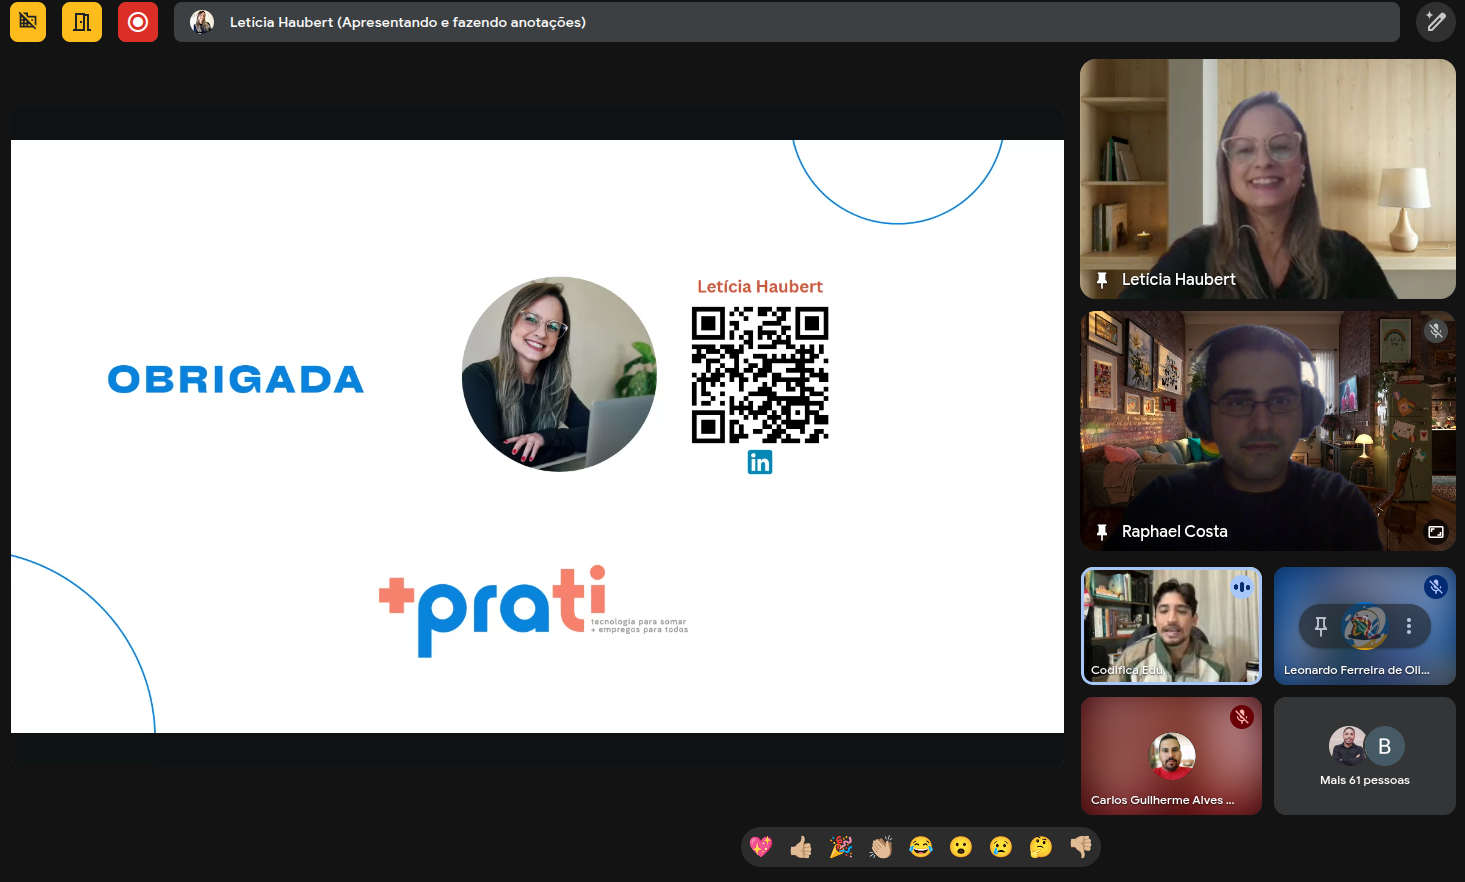 Letícia Haubert (Apresentando e fazendo anotações)
OBRIGADA
Letícia Haubert
in
+prati
tecnologia para somar
+ empregos para todos
Letícia Haubert
Raphael Costa
Codifica Edu
Leonardo Ferreira de Oli...
Carlos Guilherme Alves ...
B
Mais 61 pessoas